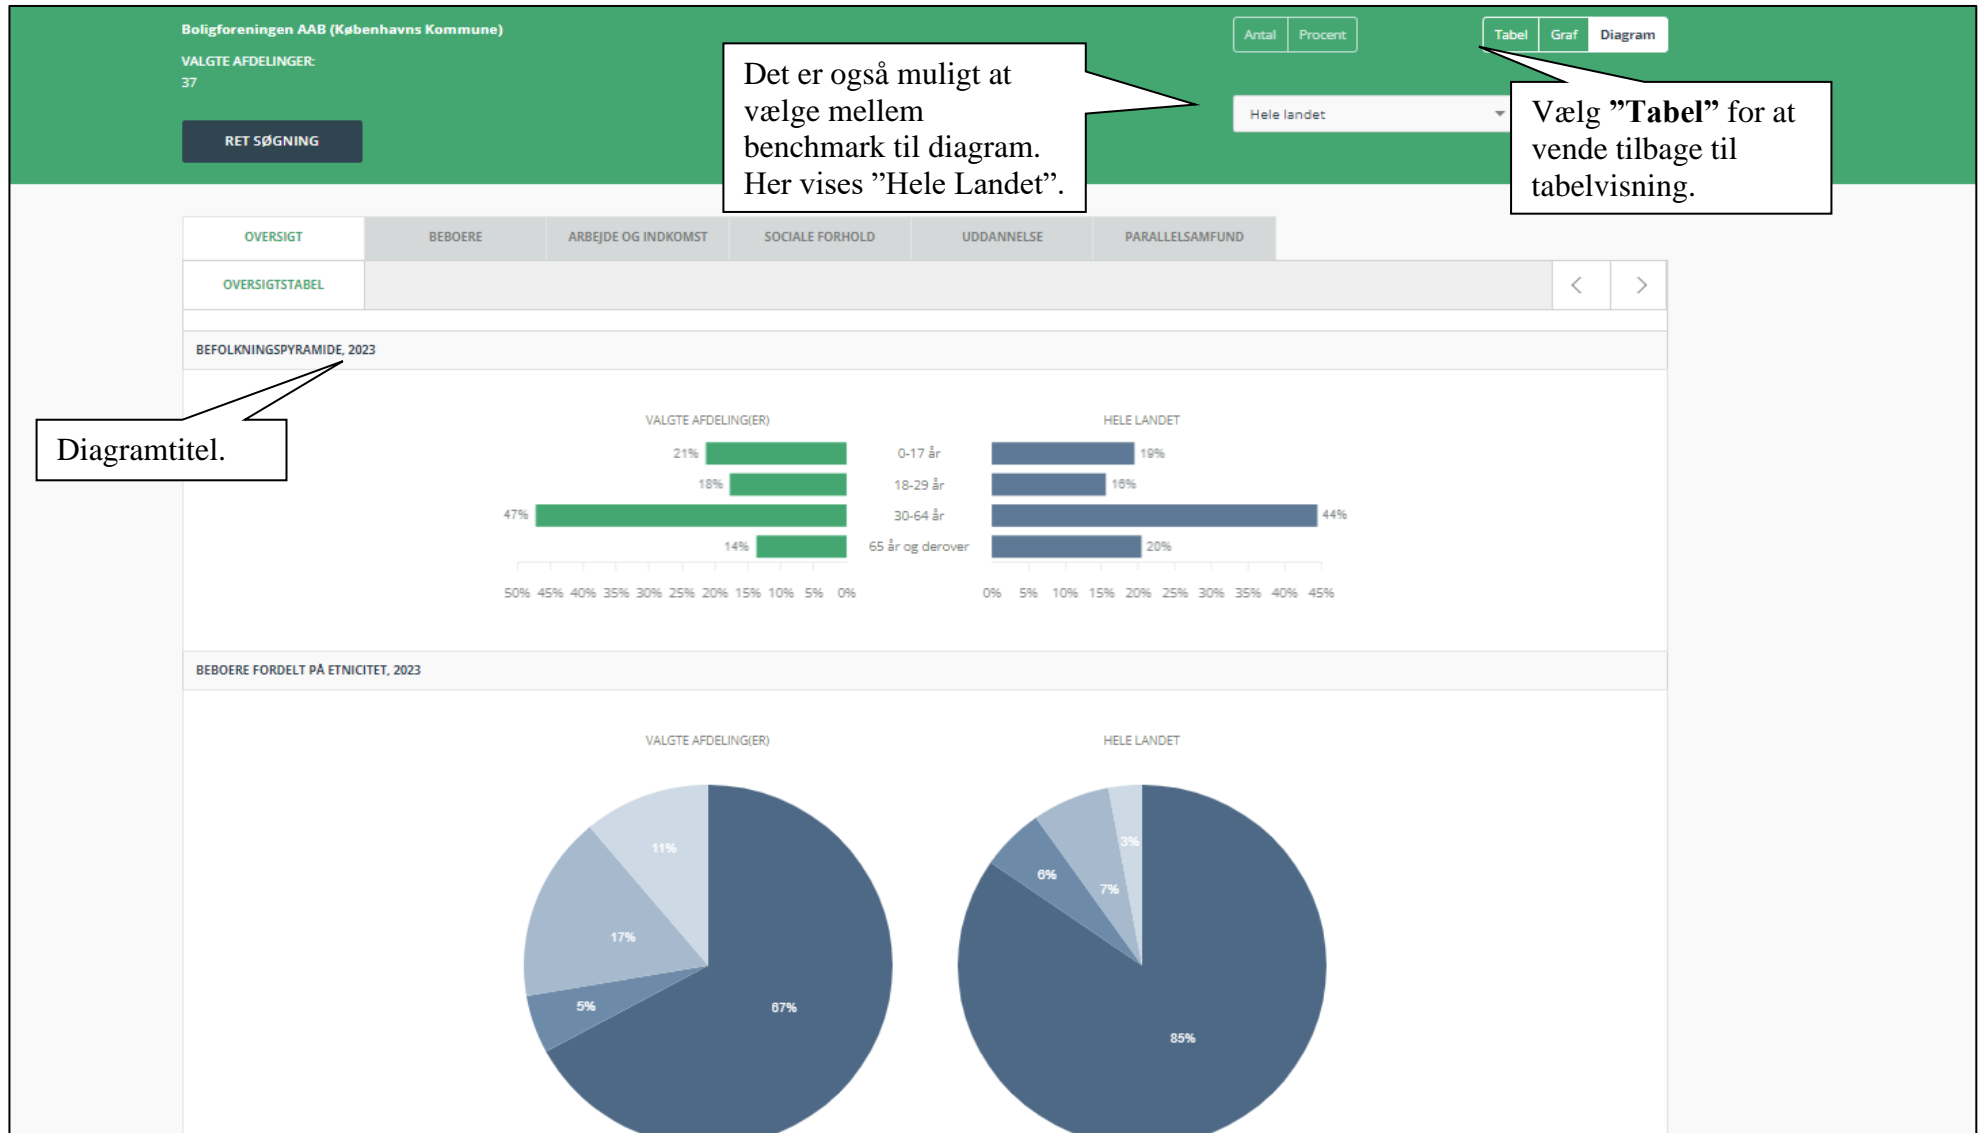 Boligforeningen AAB (Københavns Kommune)
VALGTE AFDELINGER:
37
RET SØGNING
Antal Procent
Tabel Graf Diagram
Det er også muligt at
vælge mellem
benchmark til diagram.
Her vises ”Hele Landet”.
Hele landet
Vælg ”Tabel” for at
vende tilbage til
tabelvisning.
OVERSIGT BEBOERE ARBEJDE OG INDKOMST SOCIALE FORHOLD UDDANNELSE PARALLELSAMFUND
OVERSIGTSTABEL < >
BEFOLKNINGSPYRAMIDE, 2023
Diagramtitel.
VALGTE AFDELING(ER) HELE LANDET
21% 0-17 år 19%
18% 18-29 år 16%
47% 30-64 år 44%
14% 65 år og derover 20%
50% 45% 40% 35% 30% 25% 20% 15% 10% 5% 0% 0% 5% 10% 15% 20% 25% 30% 35% 40% 45%
BEBOERE FORDELT PÅ ETNICITET, 2023
VALGTE AFDELING(ER) HELE LANDET
11%
17%
5%
67%
3%
6%
7%
85%